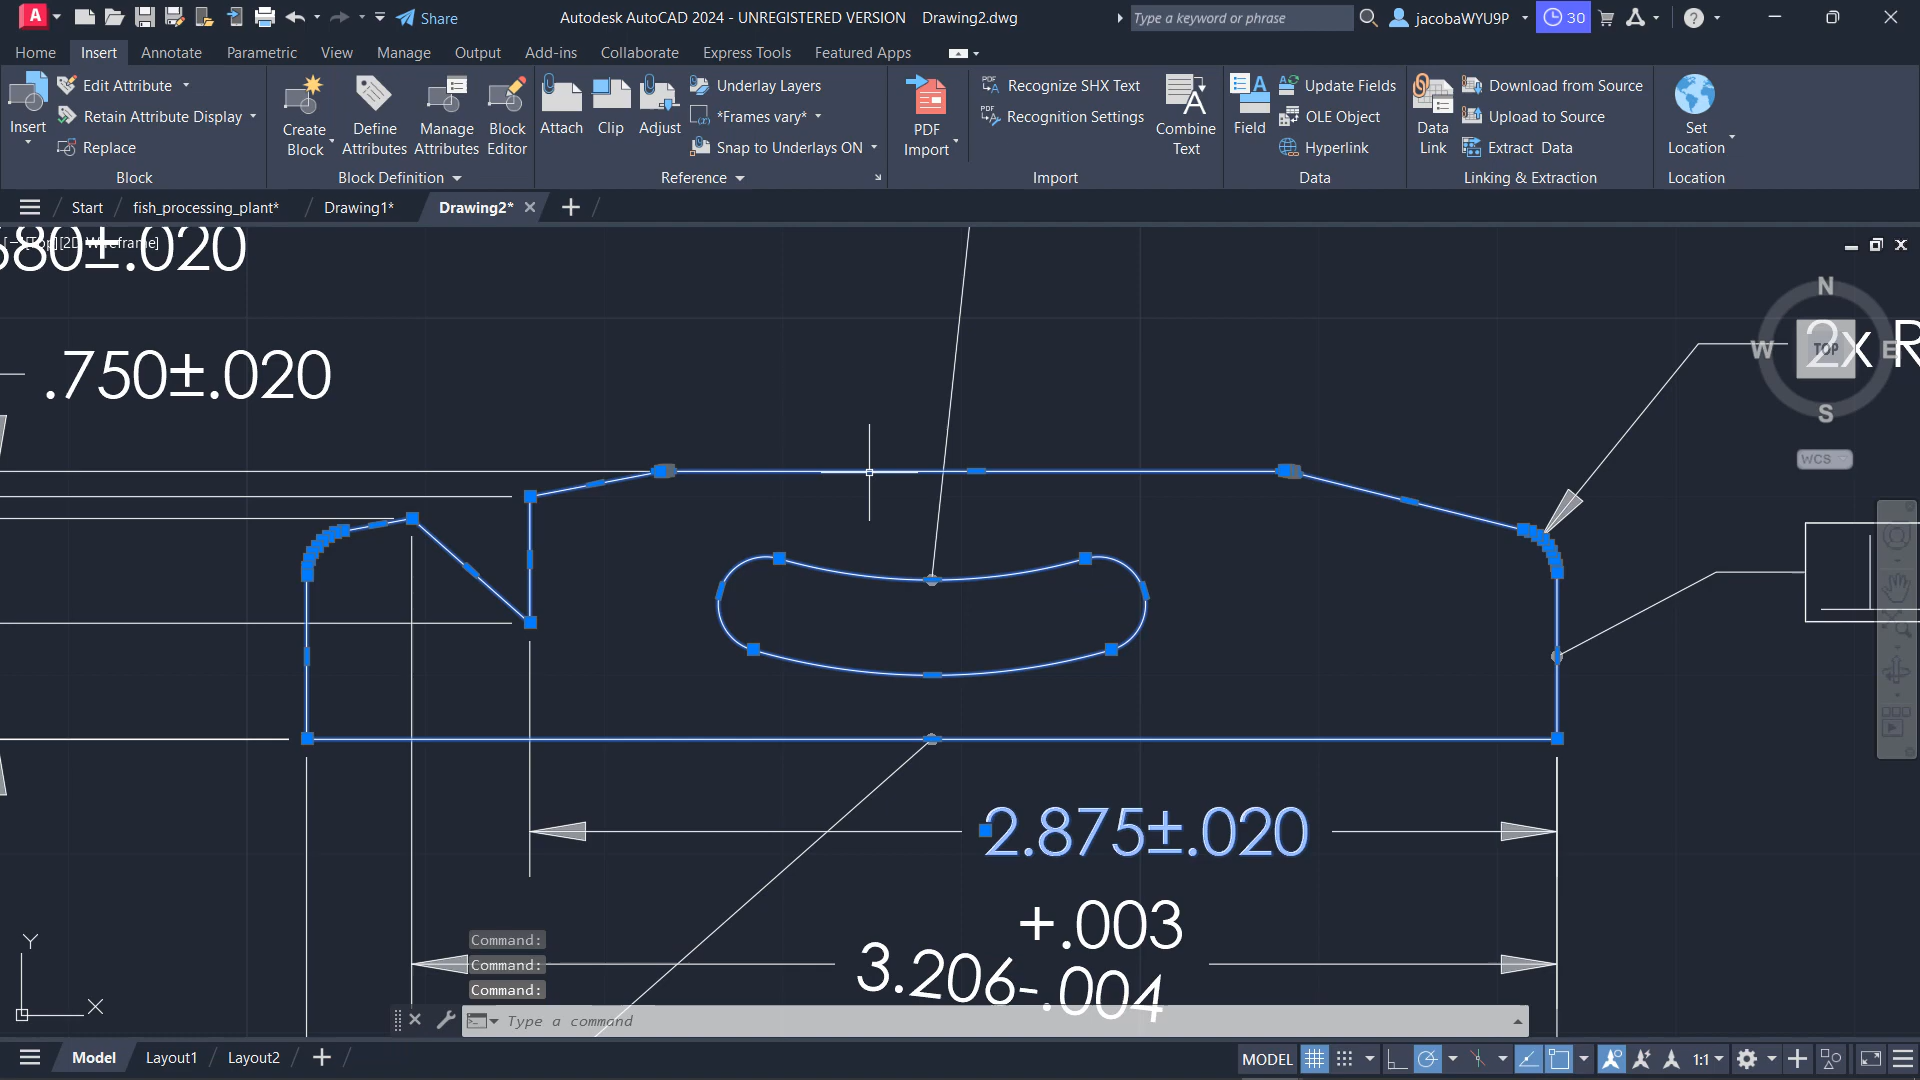 Share
Autodesk AutoCAD 2024 - UNREGISTERED VERSION Drawing2.dwg
Type a keyword or phrase
jacobaWYU9P
30
Home Insert Annotate Parametric View Manage Output Add-ins Collaborate Express Tools Featured Apps
Insert
Edit Attribute
Retain Attribute Display
Replace
Block
Create Block
Define Attributes
Manage Attributes
Block Editor
Block Definition
Attach
Clip
Adjust
Underlay Layers
*Frames vary*
Snap to Underlays ON
Reference
PDF Import
Recognize SHX Text
Recognition Settings
Combine Text
Import
Field
Update Fields
OLE Object
Hyperlink
Data
Data Link
Download from Source
Upload to Source
Extract Data
Linking & Extraction
Set Location
Location
Start fish_processing_plant* Drawing1* Drawing2*
[−][Top][2D Wireframe]
680±.020
.750±.020
2x R
N
W TOP E
S
WCS
2.875±.020
+.003
3.206-.004
Y
X
Command:
Command:
Command:
Type a command
Model Layout1 Layout2
MODEL
1:1